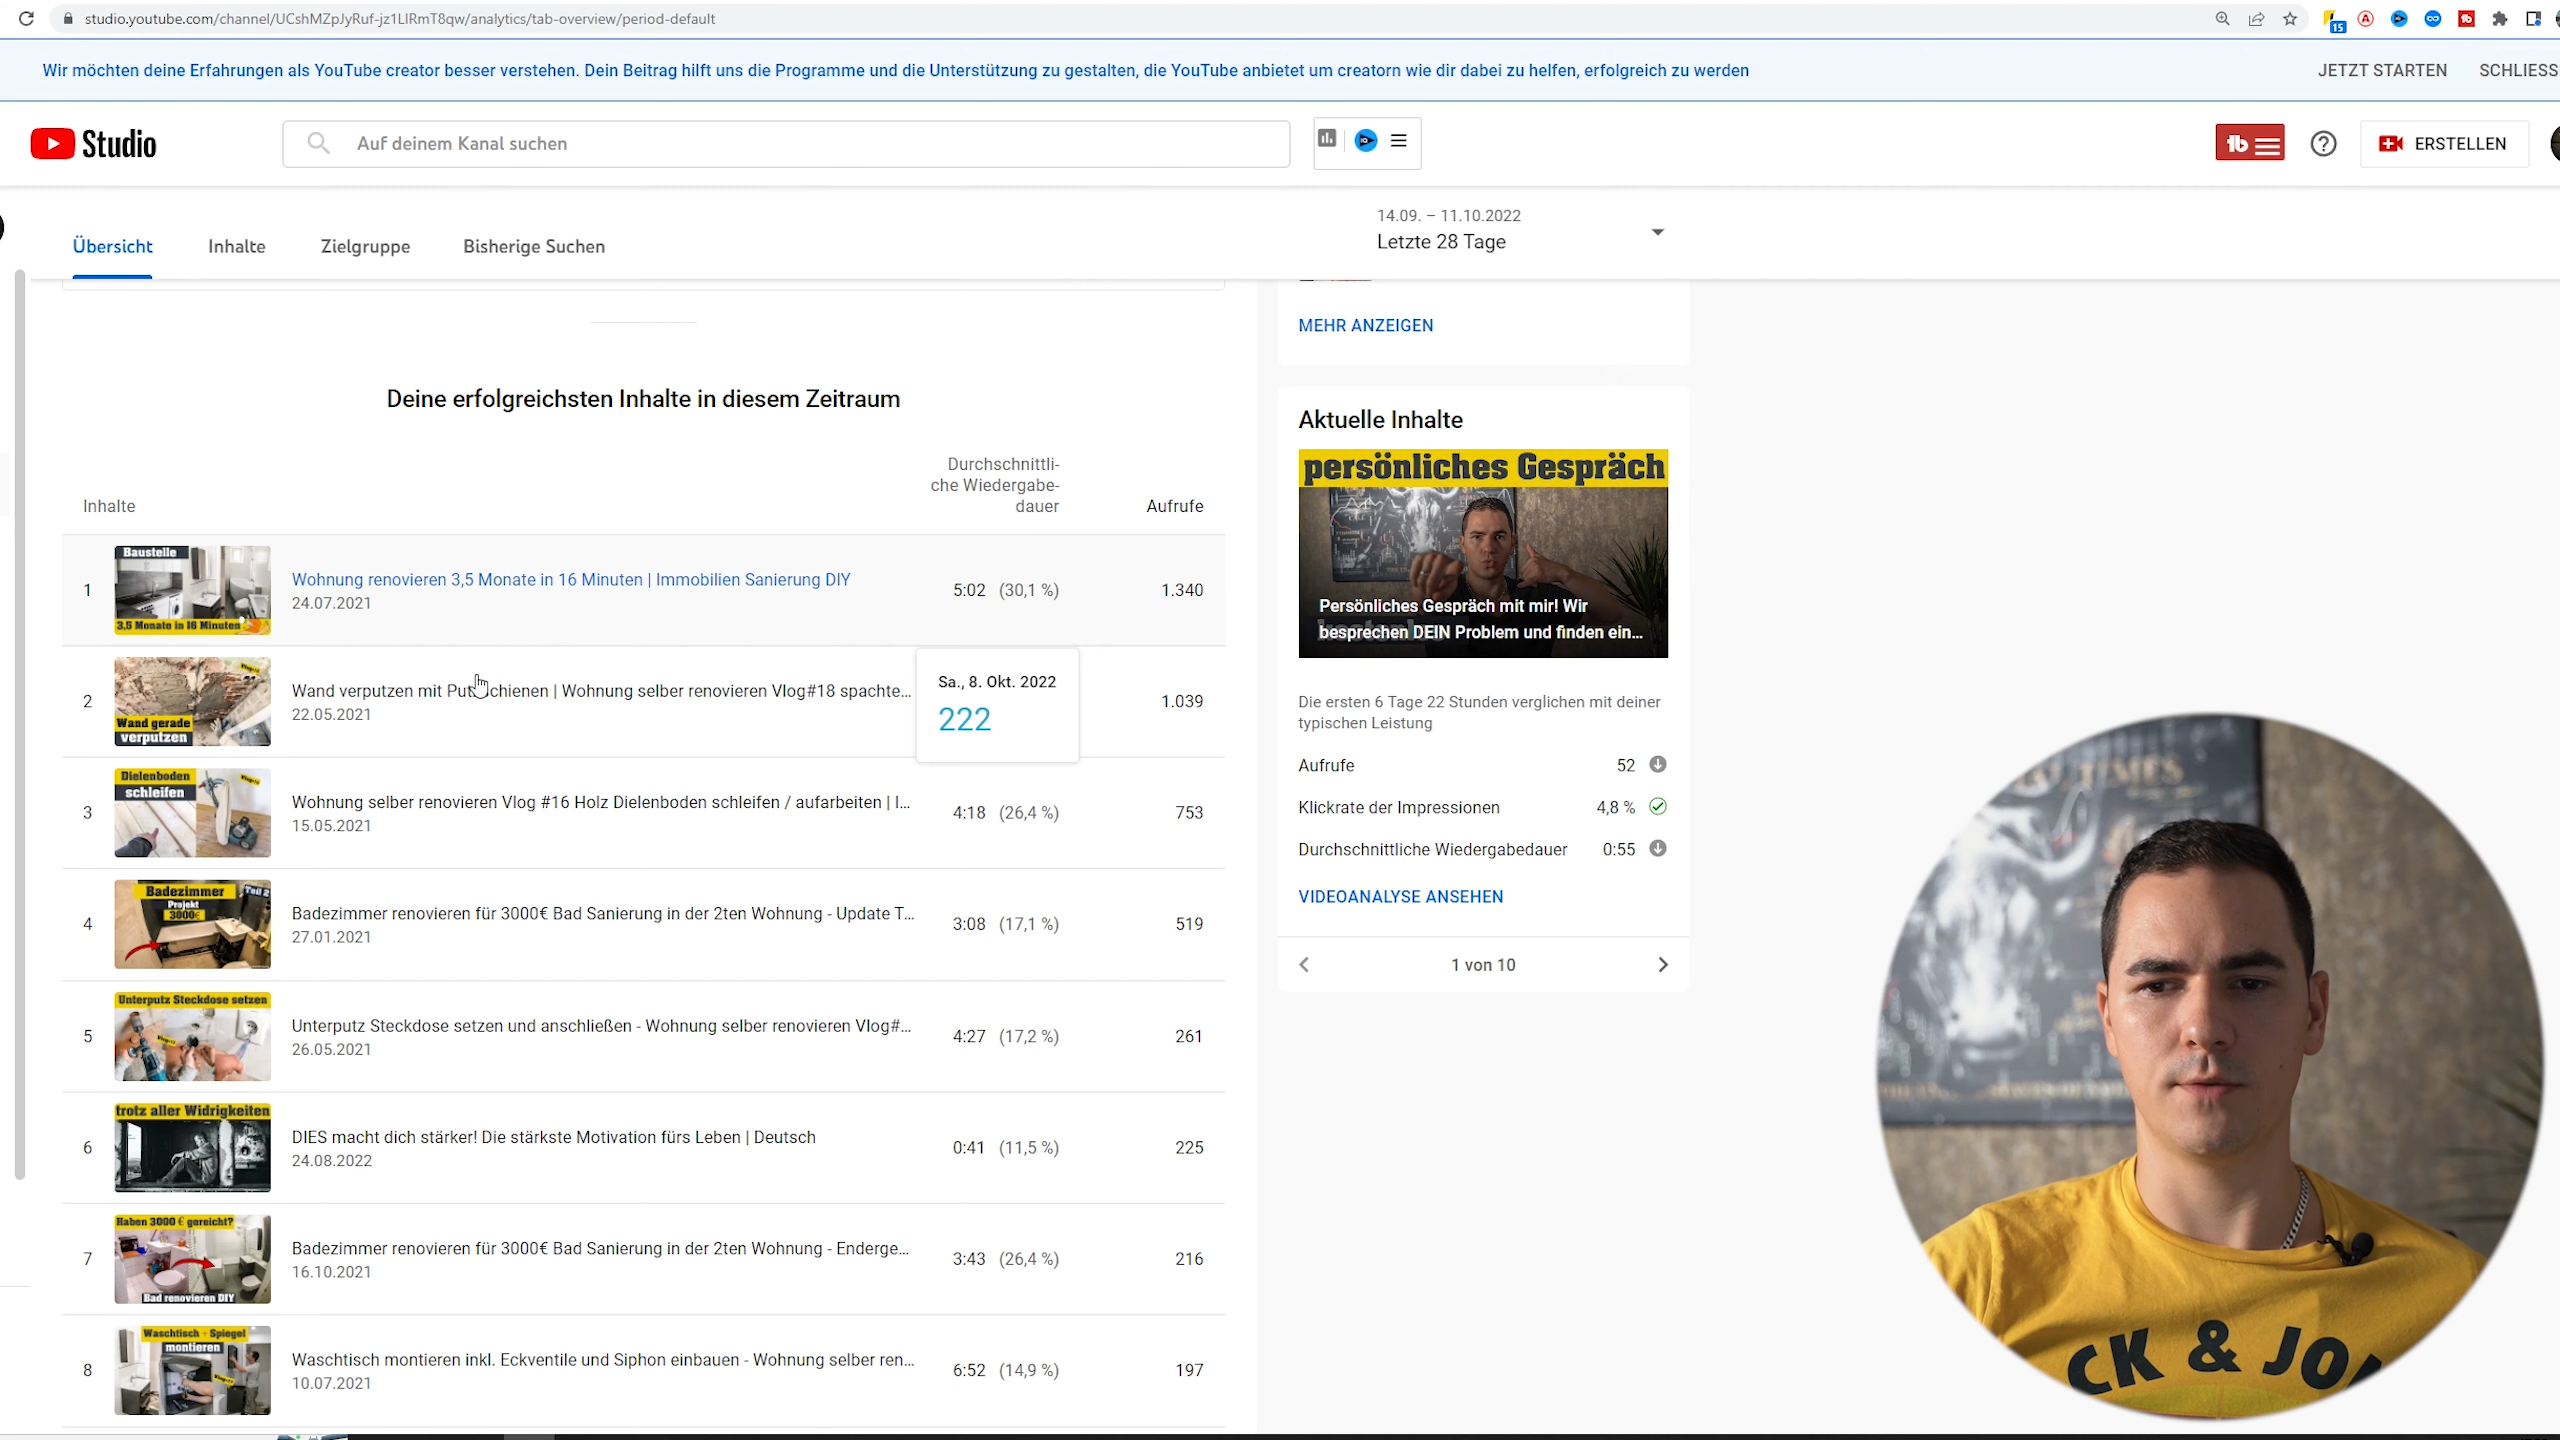 studio.youtube.com/channel/UCshMZpJyRuf-jz1LlRmT8qw/analytics/tab-overview/period-default
15
Wir möchten deine Erfahrungen als YouTube creator besser verstehen. Dein Beitrag hilft uns die Programme und die Unterstützung zu gestalten, die YouTube anbietet um creatorn wie dir dabei zu helfen, erfolgreich zu werden
JETZT STARTEN
SCHLIESS
Studio
Auf deinem Kanal suchen
ERSTELLEN
Übersicht
Inhalte
Zielgruppe
Bisherige Suchen
14.09. – 11.10.2022
Letzte 28 Tage
Deine erfolgreichsten Inhalte in diesem Zeitraum
Inhalte
Durchschnittli-
che Wiedergabe-
dauer
Aufrufe
1
Baustelle
3,5 Monate in 16 Minuten
Wohnung renovieren 3,5 Monate in 16 Minuten | Immobilien Sanierung DIY
24.07.2021
5:02 (30,1 %)
1.340
2
Wand gerade
verputzen
Wand verputzen mit Putzschienen | Wohnung selber renovieren Vlog#18 spachte...
22.05.2021
Sa., 8. Okt. 2022
222
1.039
3
Dielenboden
schleifen
Wohnung selber renovieren Vlog #16 Holz Dielenboden schleifen / aufarbeiten | I...
15.05.2021
4:18 (26,4 %)
753
4
Badezimmer
Teil 2
Projekt
3000€
Badezimmer renovieren für 3000€ Bad Sanierung in der 2ten Wohnung - Update T...
27.01.2021
3:08 (17,1 %)
519
5
Unterputz Steckdose setzen
Unterputz Steckdose setzen und anschließen - Wohnung selber renovieren Vlog#...
26.05.2021
4:27 (17,2 %)
261
6
trotz aller Widrigkeiten
DIES macht dich stärker! Die stärkste Motivation fürs Leben | Deutsch
24.08.2022
0:41 (11,5 %)
225
7
Haben 3000 € gereicht?
Bad renovieren DIY
Badezimmer renovieren für 3000€ Bad Sanierung in der 2ten Wohnung - Enderge...
16.10.2021
3:43 (26,4 %)
216
8
Waschtisch + Spiegel
montieren
Waschtisch montieren inkl. Eckventile und Siphon einbauen - Wohnung selber ren...
10.07.2021
6:52 (14,9 %)
197
MEHR ANZEIGEN
Aktuelle Inhalte
persönliches Gespräch
Persönliches Gespräch mit mir! Wir
besprechen DEIN Problem und finden ein...
Die ersten 6 Tage 22 Stunden verglichen mit deiner
typischen Leistung
Aufrufe
52
Klickrate der Impressionen
4,8 %
Durchschnittliche Wiedergabedauer
0:55
VIDEOANALYSE ANSEHEN
1 von 10
CK & JO